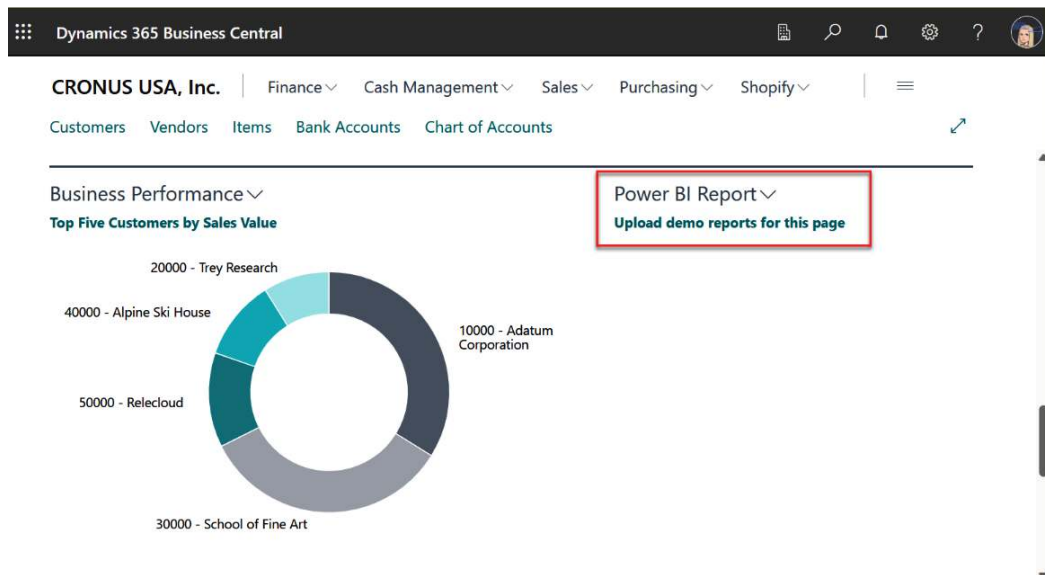 Dynamics 365 Business Central
?
CRONUS USA, Inc.
Finance
Cash Management
Sales
Purchasing
Shopify
Customers
Vendors
Items
Bank Accounts
Chart of Accounts
Business Performance
Top Five Customers by Sales Value
Power BI Report
Upload demo reports for this page
20000 - Trey Research
40000 - Alpine Ski House
10000 - Adatum
Corporation
50000 - Relecloud
30000 - School of Fine Art